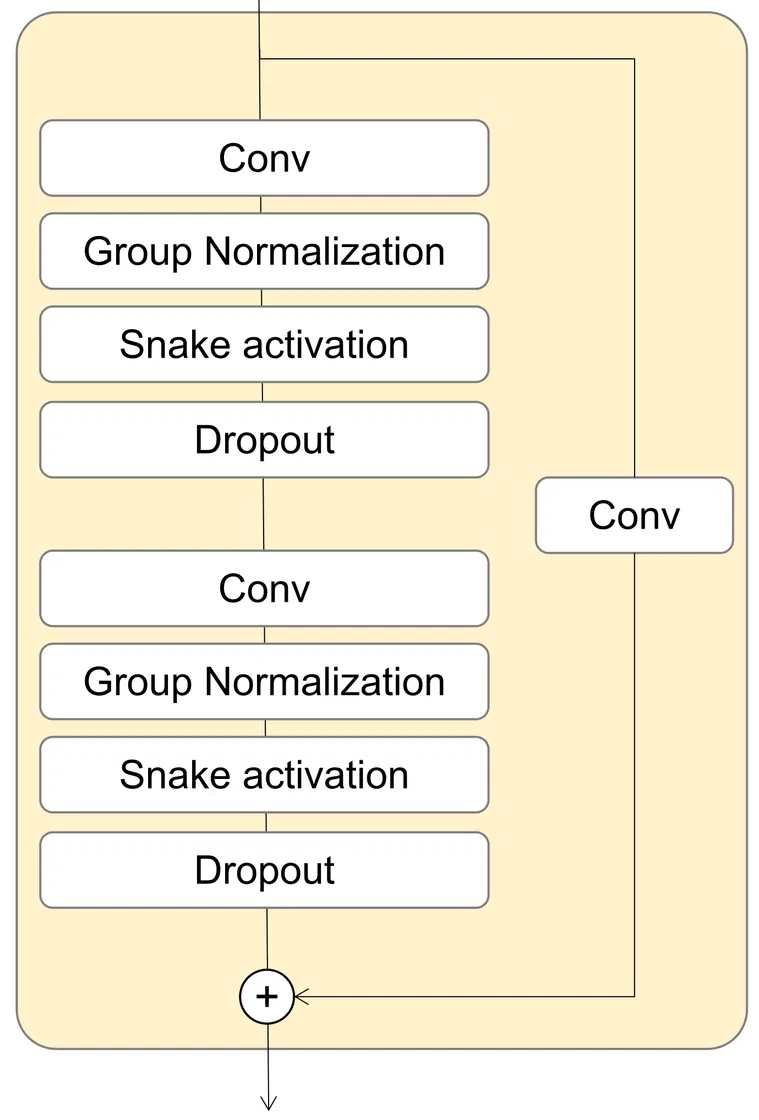 Conv
Group Normalization
Snake activation
Dropout
Conv
Conv
Group Normalization
Snake activation
Dropout
+